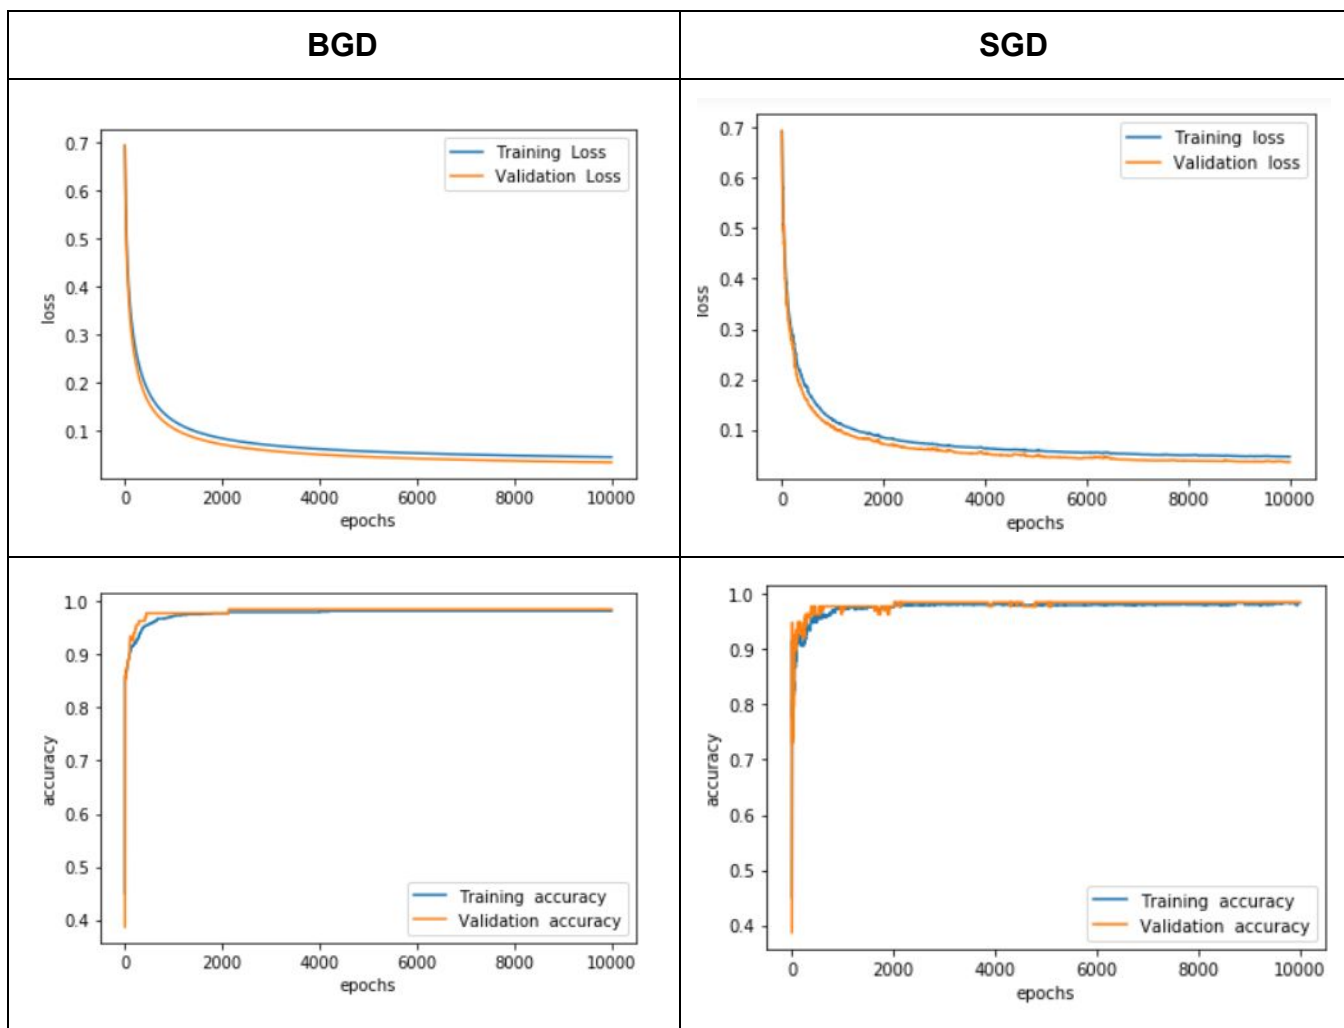 BGD
SGD
0.7
0.6
0.5
0.4
0.3
0.2
0.1
loss
Training Loss
Validation Loss
0
2000
4000
6000
8000
10000
epochs
0.7
0.6
0.5
0.4
0.3
0.2
0.1
loss
Training loss
Validation loss
0
2000
4000
6000
8000
10000
epochs
1.0
0.9
0.8
0.7
0.6
0.5
0.4
accuracy
Training accuracy
Validation accuracy
0
2000
4000
6000
8000
10000
epochs
1.0
0.9
0.8
0.7
0.6
0.5
0.4
accuracy
Training accuracy
Validation accuracy
0
2000
4000
6000
8000
10000
epochs